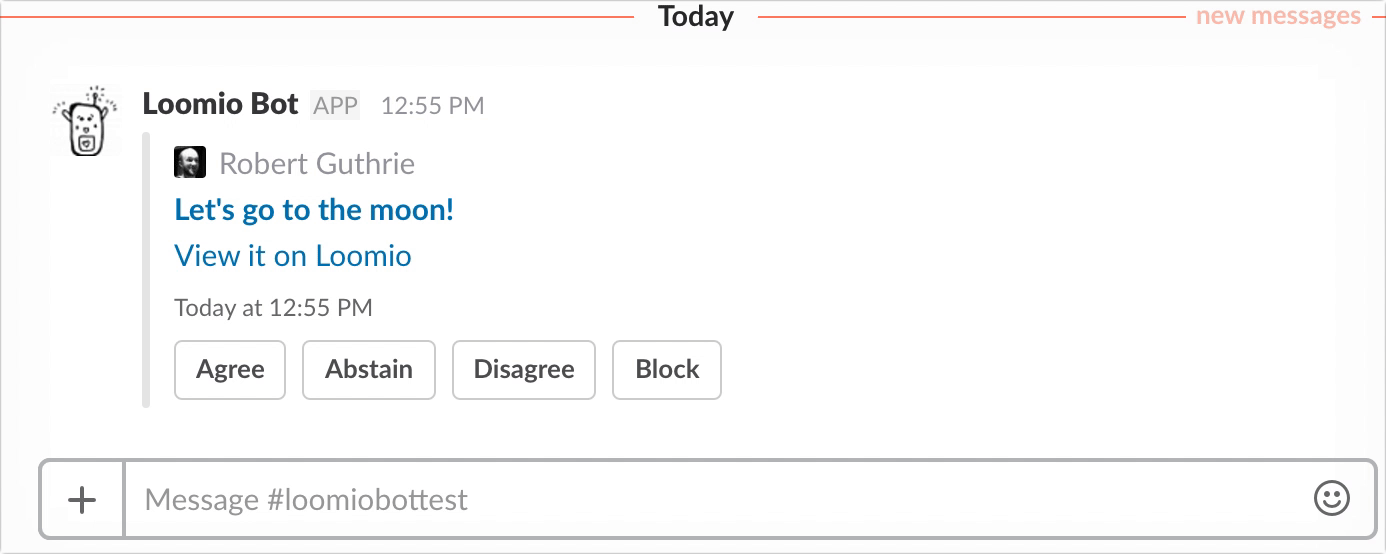 Today
new messages
Loomio Bot APP 12:55 PM
Robert Guthrie
Let's go to the moon!
View it on Loomio
Today at 12:55 PM
Agree Abstain Disagree Block
Message #loomiobottest